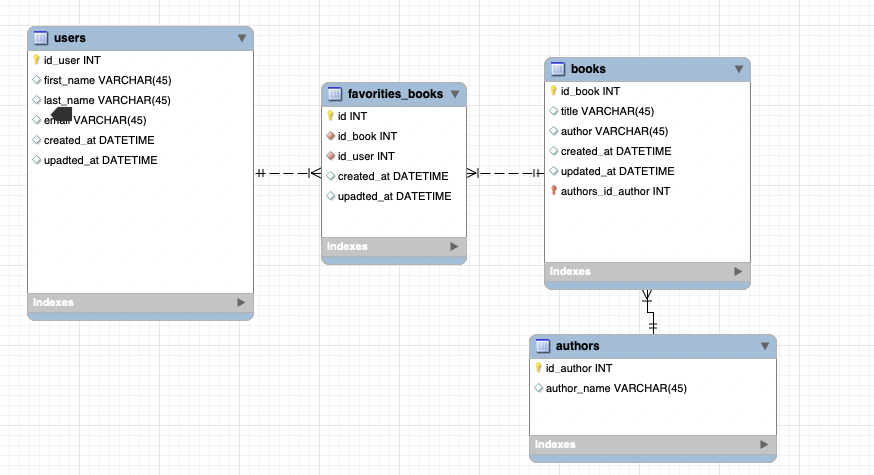 users
id_user INT
first_name VARCHAR(45)
last_name VARCHAR(45)
email VARCHAR(45)
created_at DATETIME
upadted_at DATETIME
Indexes
favorities_books
id INT
id_book INT
id_user INT
created_at DATETIME
upadted_at DATETIME
Indexes
books
id_book INT
title VARCHAR(45)
author VARCHAR(45)
created_at DATETIME
updated_at DATETIME
authors_id_author INT
Indexes
authors
id_author INT
author_name VARCHAR(45)
Indexes